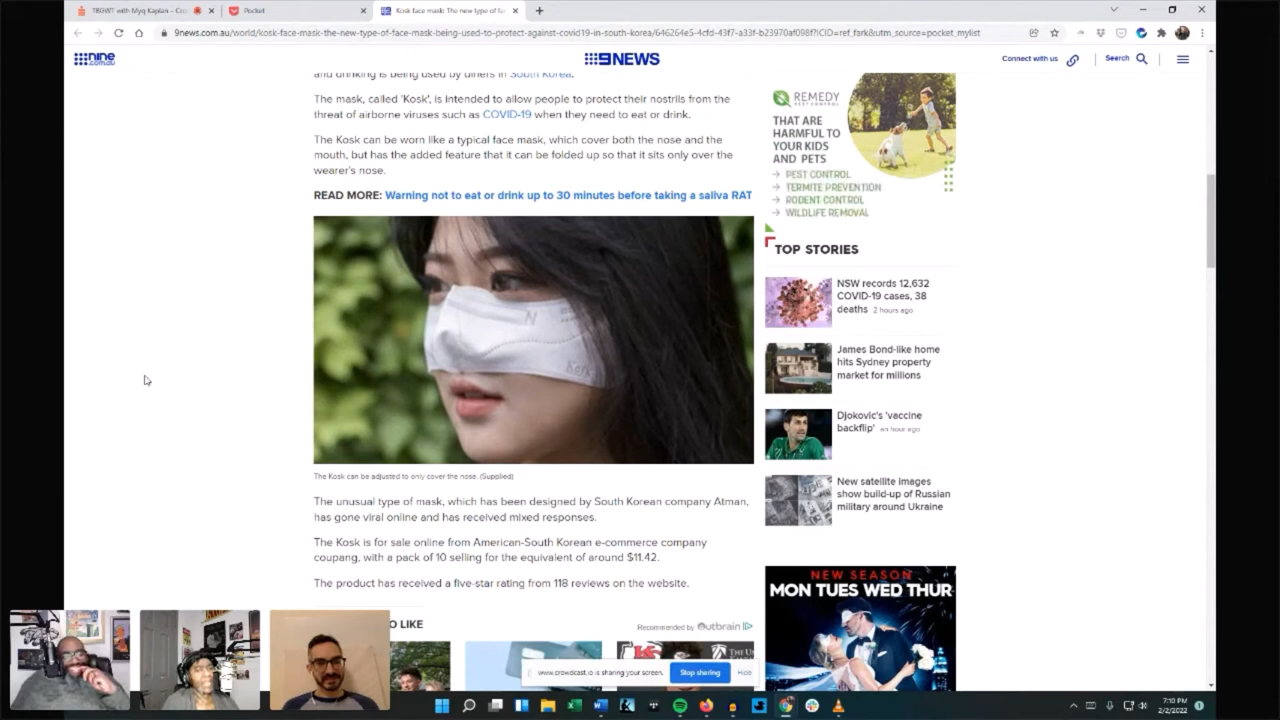 TBGWT with Myq Kaplan – Cro
Pocket
Kosk face mask: The new type of fa
9news.com.au/world/kosk-face-mask-the-new-type-of-face-mask-being-used-to-protect-against-covid19-in-south-korea/646264e5-4cfd-43f7-a33f-b23970af098f?ICID=ref_fark&utm_source=pocket_mylist
nine
.com.au
9NEWS
Connect with us
Search
and drinking is being used by diners in South Korea.
The mask, called 'Kosk', is intended to allow people to protect their nostrils from the
threat of airborne viruses such as COVID-19 when they need to eat or drink.
The Kosk can be worn like a typical face mask, which cover both the nose and the
mouth, but has the added feature that it can be folded up so that it sits only over the
wearer's nose.
READ MORE: Warning not to eat or drink up to 30 minutes before taking a saliva RAT
Kosk
The Kosk can be adjusted to only cover the nose. (Supplied)
The unusual type of mask, which has been designed by South Korean company Atman,
has gone viral online and has received mixed responses.
The Kosk is for sale online from American-South Korean e-commerce company
coupang, with a pack of 10 selling for the equivalent of around $11.42.
The product has received a five-star rating from 118 reviews on the website.
O LIKE
Recommended by Outbrain
REMEDY
PEST CONTROL
THAT ARE
HARMFUL TO
YOUR KIDS
AND PETS
→ PEST CONTROL
→ TERMITE PREVENTION
→ RODENT CONTROL
→ WILDLIFE REMOVAL
TOP STORIES
NSW records 12,632
COVID-19 cases, 38
deaths 2 hours ago
James Bond-like home
hits Sydney property
market for millions
Djokovic's 'vaccine
backflip' an hour ago
New satellite images
show build-up of Russian
military around Ukraine
NEW SEASON
MON TUES WED THUR
www.crowdcast.io is sharing your screen.
Stop sharing
Hide
7:10 PM
2/2/2022